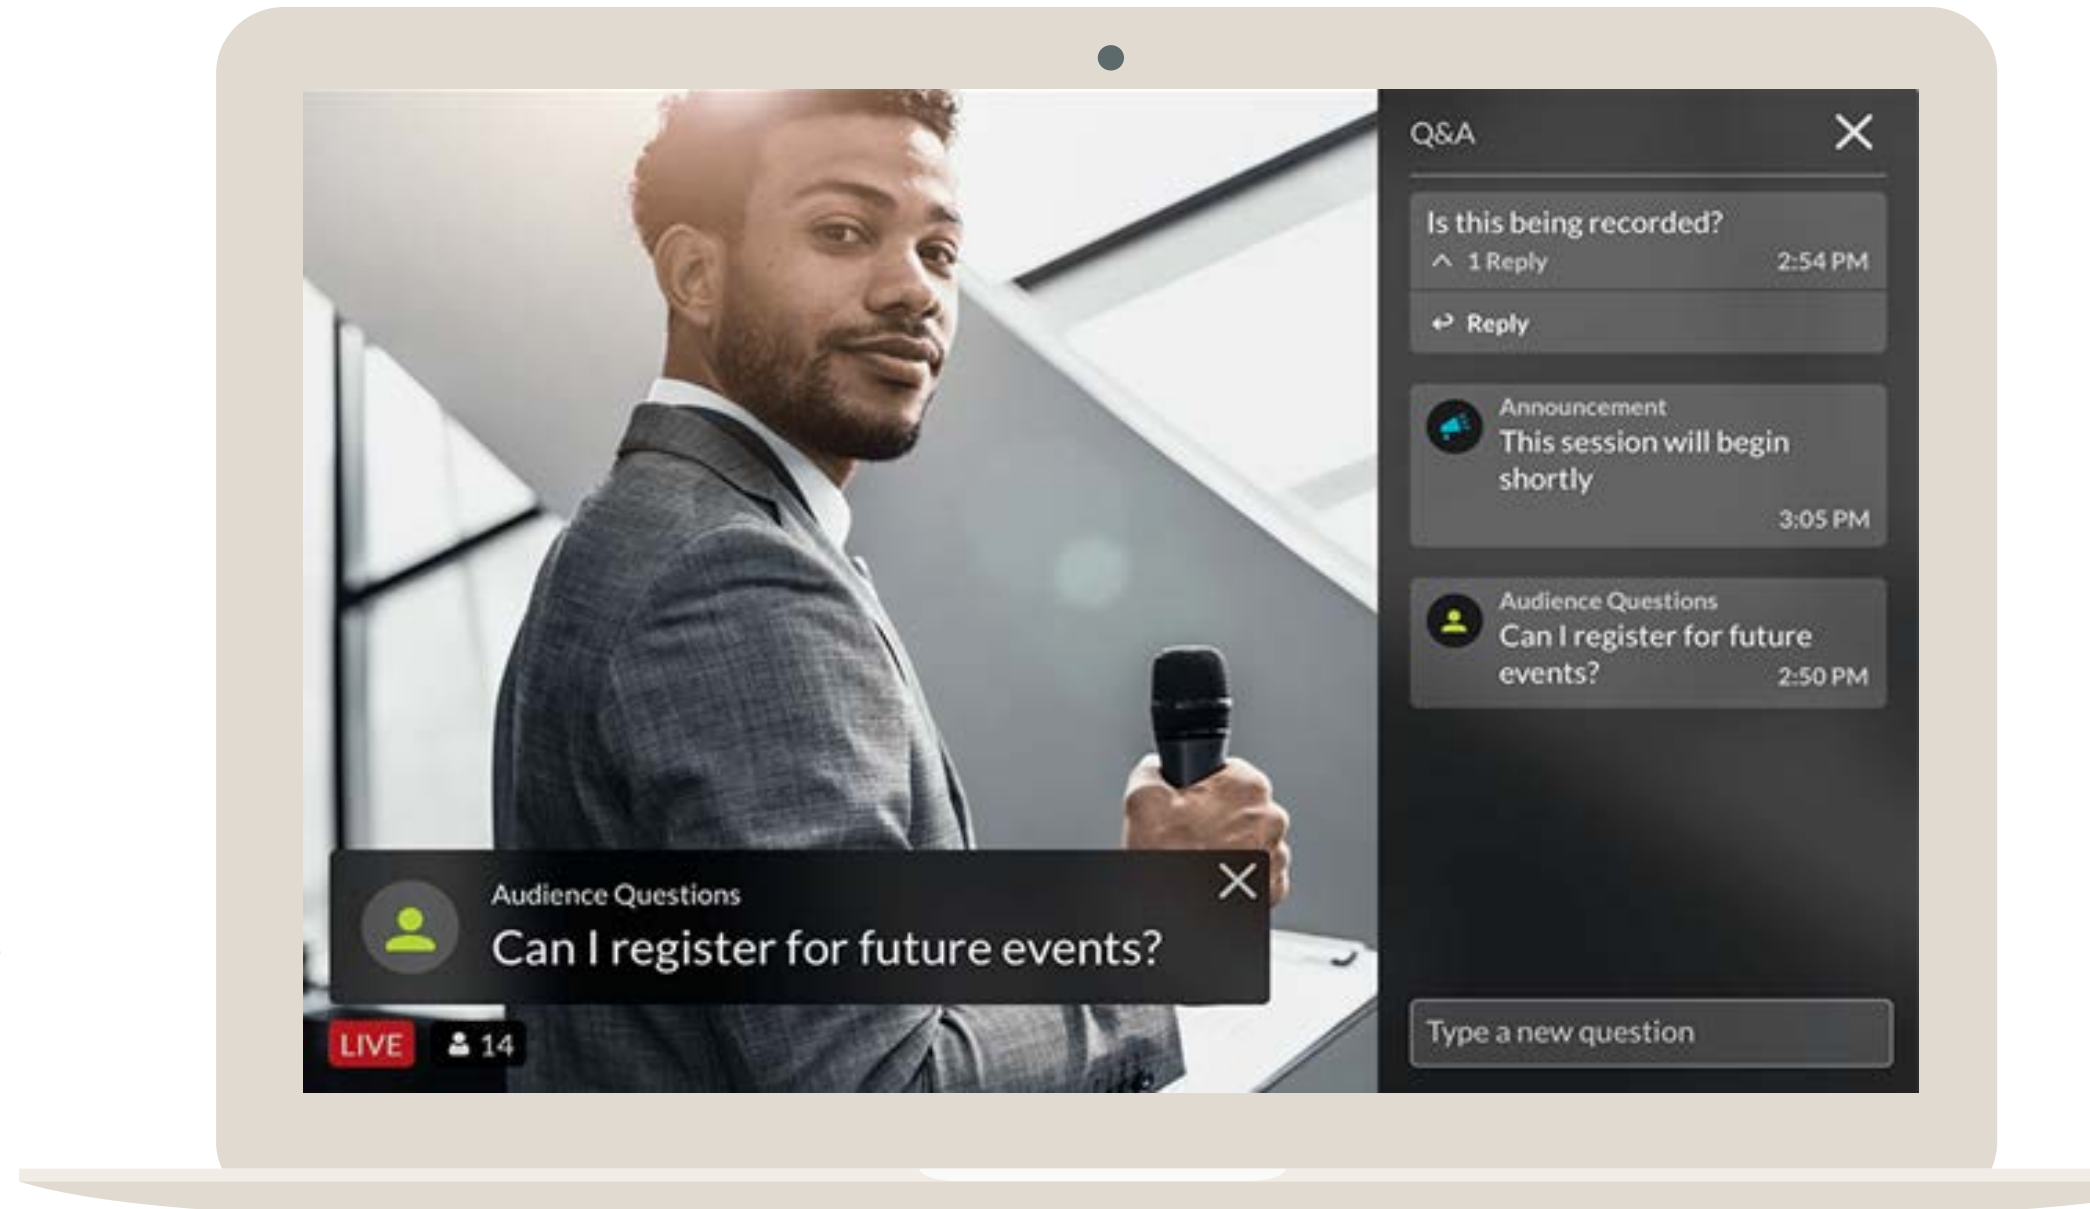 Q&A
Is this being recorded?
1 Reply 2:54 PM
Reply
Announcement
This session will begin
shortly
3:05 PM
Audience Questions
Can I register for future
events? 2:50 PM
Type a new question
Audience Questions
Can I register for future events?
LIVE 14